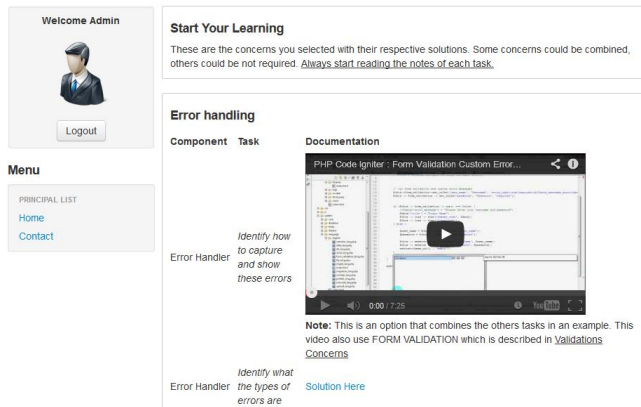 Welcome Admin
Logout
Menu
PRINCIPAL LIST
Home
Contact
Start Your Learning
These are the concerns you selected with their respective solutions. Some concerns could be combined,
others could be not required. Always start reading the notes of each task.
Error handling
Component Task Documentation
PHP Code Igniter : Form Validation Custom Error...
0:00 / 7:25
YouTube
Error Handler
Identify how
to capture
and show
these errors
Note: This is an option that combines the others tasks in an example. This
video also use FORM VALIDATION which is described in Validations
Concerns
Error Handler
Identify what
the types of
errors are
Solution Here